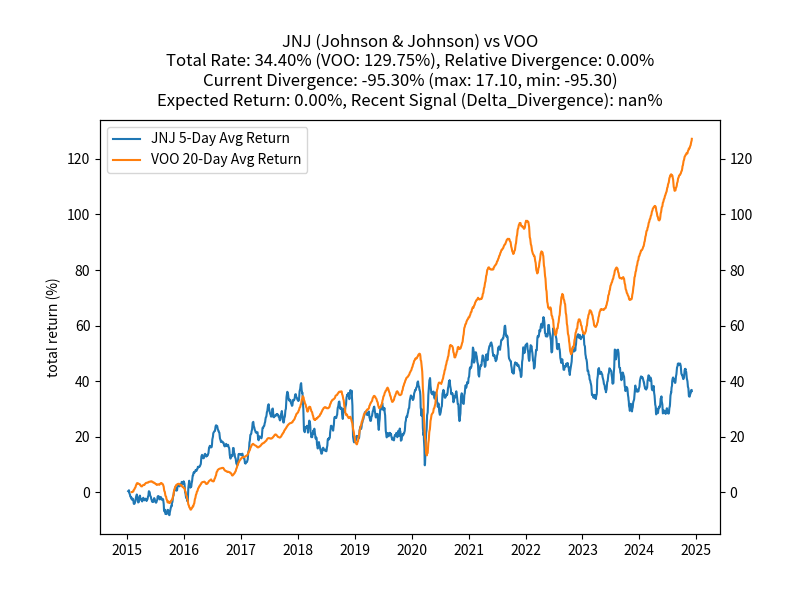 JNJ (Johnson & Johnson) vs VOO
Total Rate: 34.40% (VOO: 129.75%), Relative Divergence: 0.00%
Current Divergence: -95.30% (max: 17.10, min: -95.30)
Expected Return: 0.00%, Recent Signal (Delta_Divergence): nan%
JNJ 5-Day Avg Return
VOO 20-Day Avg Return
total return (%)
120 120
100 100
80 80
60 60
40 40
20 20
0 0
2015 2016 2017 2018 2019 2020 2021 2022 2023 2024 2025